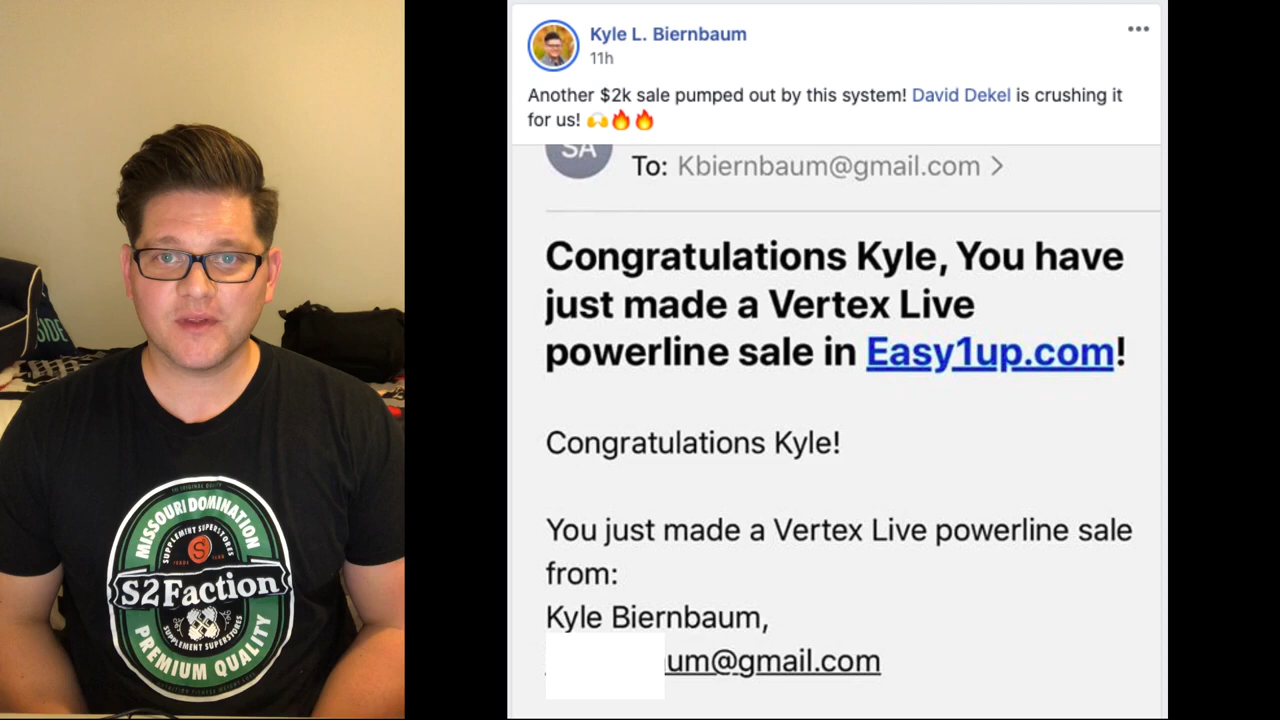 Kyle L. Biernbaum
11h
Another $2k sale pumped out by this system! David Dekel is crushing it
for us! 🙌🔥🔥
SA
To: Kbiernbaum@gmail.com >
Congratulations Kyle, You have
just made a Vertex Live
powerline sale in Easy1up.com!
Congratulations Kyle!
You just made a Vertex Live powerline sale
from:
Kyle Biernbaum,
um@gmail.com
SIDE
MISSOURI DOMINATION
SUPPLEMENT SUPERSTORES
S
S2Faction
SUPPLEMENT SUPERSTORES
PREMIUM QUALITY